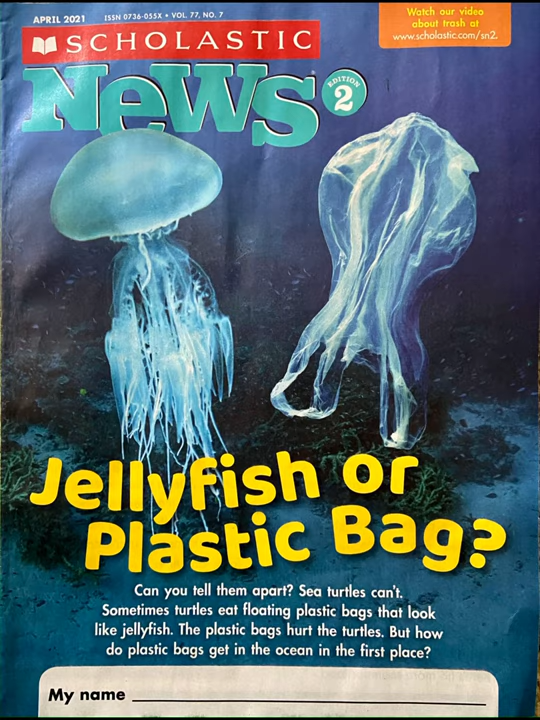 APRIL 2021 ISSN 0736-055X • VOL. 77, NO. 7
Watch our video
about trash at
www.scholastic.com/sn2.
SCHOLASTIC
News
EDITION
2
Jellyfish or
Plastic Bag?
Can you tell them apart? Sea turtles can't.
Sometimes turtles eat floating plastic bags that look
like jellyfish. The plastic bags hurt the turtles. But how
do plastic bags get in the ocean in the first place?
My name